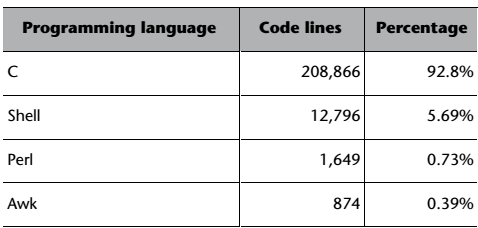 Programming language Code lines Percentage
C 208,866 92.8%
Shell 12,796 5.69%
Perl 1,649 0.73%
Awk 874 0.39%